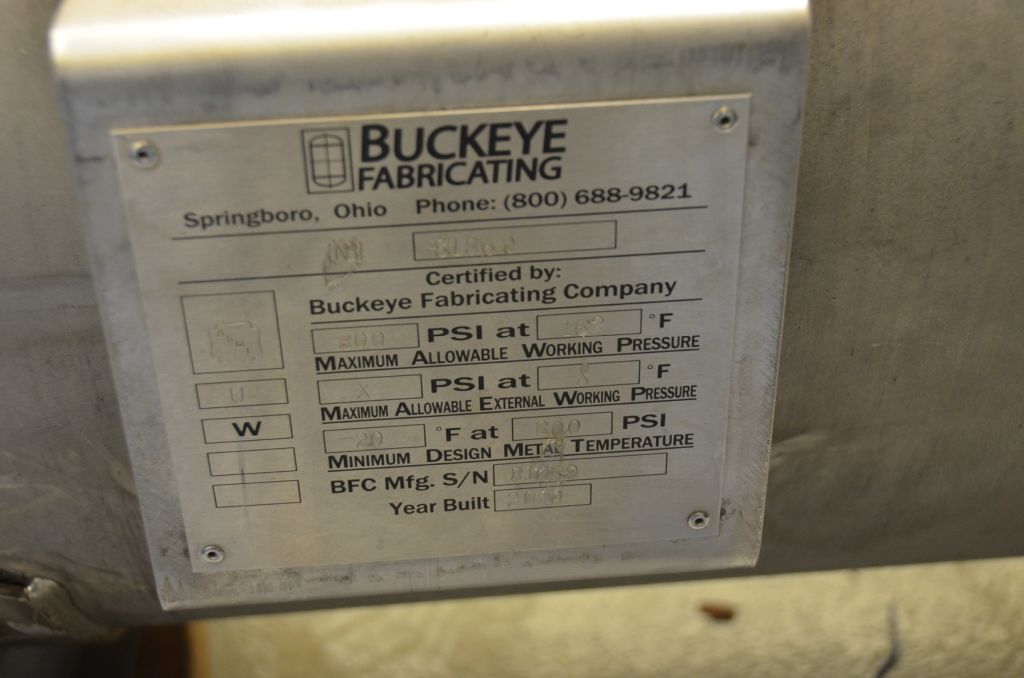 BUCKEYE
FABRICATING
Springboro, Ohio Phone: (800) 688-9821
Certified by:
Buckeye Fabricating Company
PSI at °F
MAXIMUM ALLOWABLE WORKING PRESSURE
U X PSI at X °F
MAXIMUM ALLOWABLE EXTERNAL WORKING PRESSURE
W -20 °F at PSI
MINIMUM DESIGN METAL TEMPERATURE
BFC Mfg. S/N
Year Built